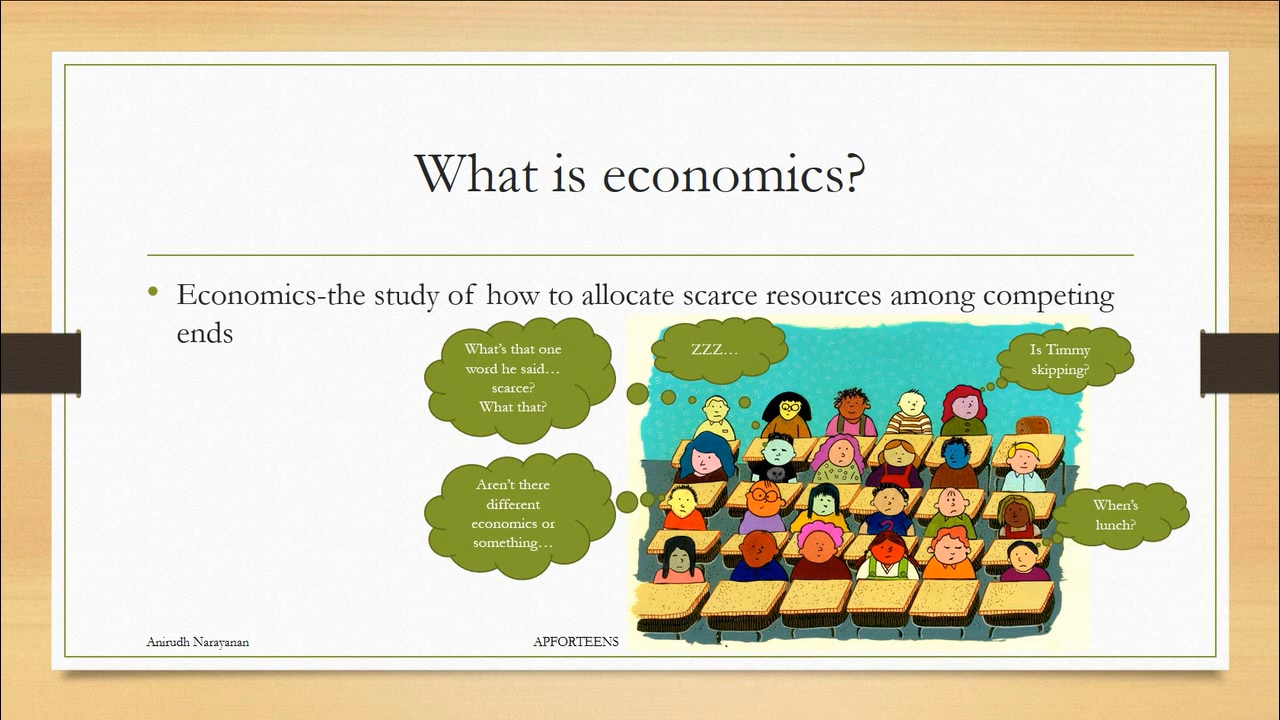 What is economics?
• Economics-the study of how to allocate scarce resources among competing
ends
What's that one
word he said…
scarce?
What that?
ZZZ…
Is Timmy
skipping?
Aren't there
different
economics or
something…
When's
lunch?
Anirudh Narayanan
APFORTEENS